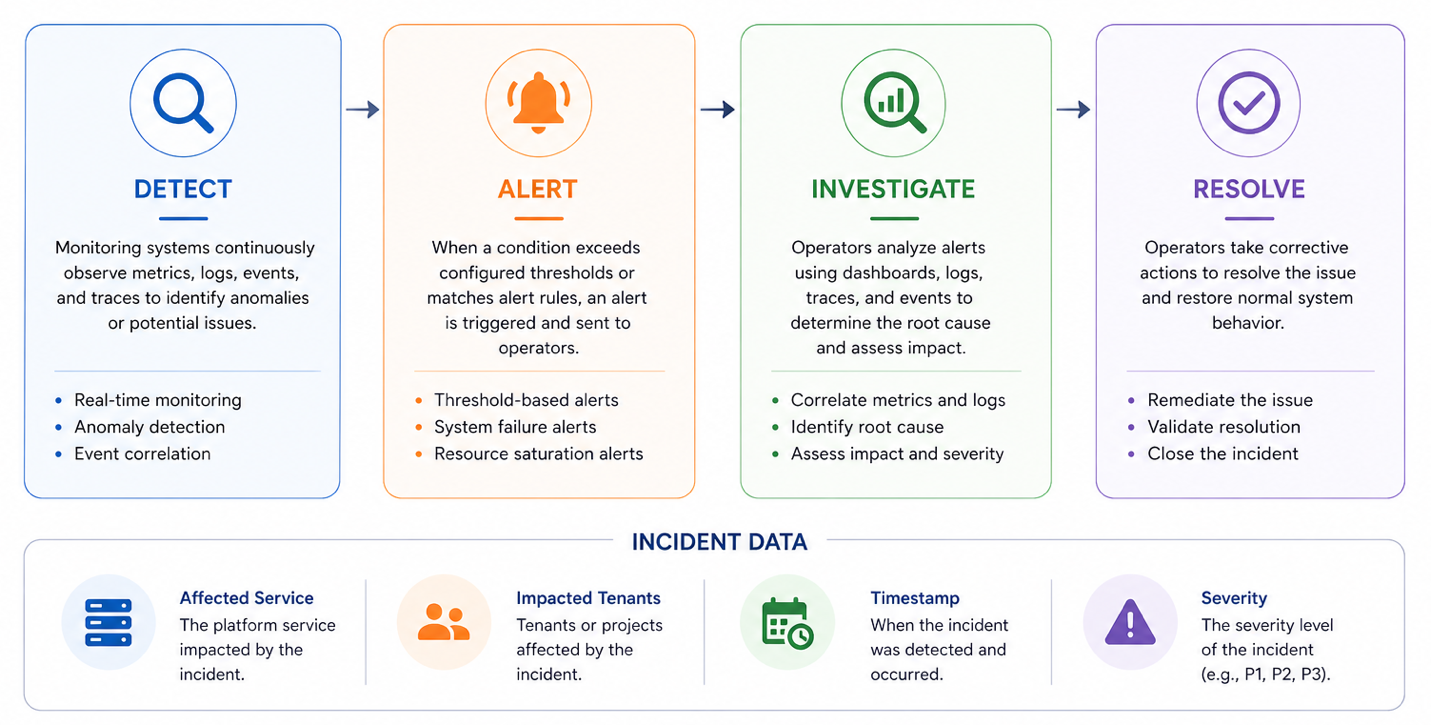 DETECT
Monitoring systems continuously
observe metrics, logs, events,
and traces to identify anomalies
or potential issues.
• Real-time monitoring
• Anomaly detection
• Event correlation
ALERT
When a condition exceeds
configured thresholds or
matches alert rules, an alert
is triggered and sent to
operators.
• Threshold-based alerts
• System failure alerts
• Resource saturation alerts
INVESTIGATE
Operators analyze alerts
using dashboards, logs,
traces, and events to
determine the root cause
and assess impact.
• Correlate metrics and logs
• Identify root cause
• Assess impact and severity
RESOLVE
Operators take corrective
actions to resolve the issue
and restore normal system
behavior.
• Remediate the issue
• Validate resolution
• Close the incident
INCIDENT DATA
Affected Service
The platform service
impacted by the
incident.
Impacted Tenants
Tenants or projects
affected by the
incident.
Timestamp
When the incident
was detected and
occurred.
Severity
The severity level
of the incident
(e.g., P1, P2, P3).